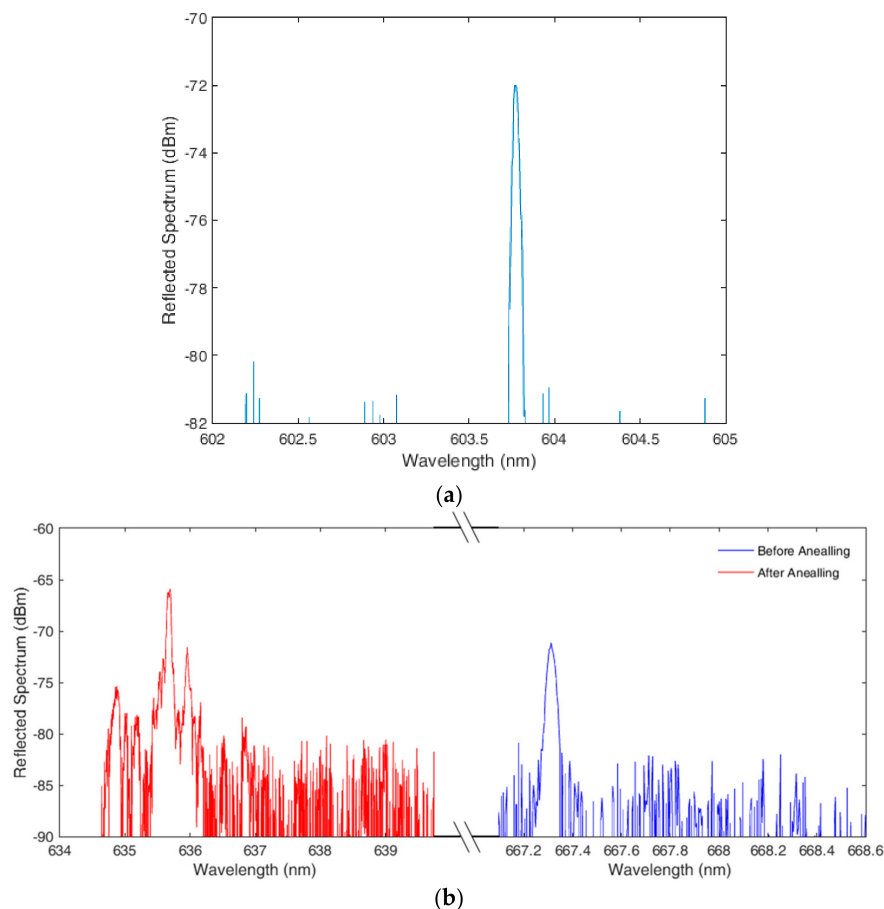 -70
-72
-74
-76
-78
-80
-82
Reflected Spectrum (dBm)
602 602.5 603 603.5 604 604.5 605
Wavelength (nm)
(a)
-60
-65
-70
-75
-80
-85
-90
Reflected Spectrum (dBm)
Before Anealling
After Anealling
634 635 636 637 638 639 667.2 667.4 667.6 667.8 668 668.2 668.4 668.6
Wavelength (nm) Wavelength (nm)
(b)